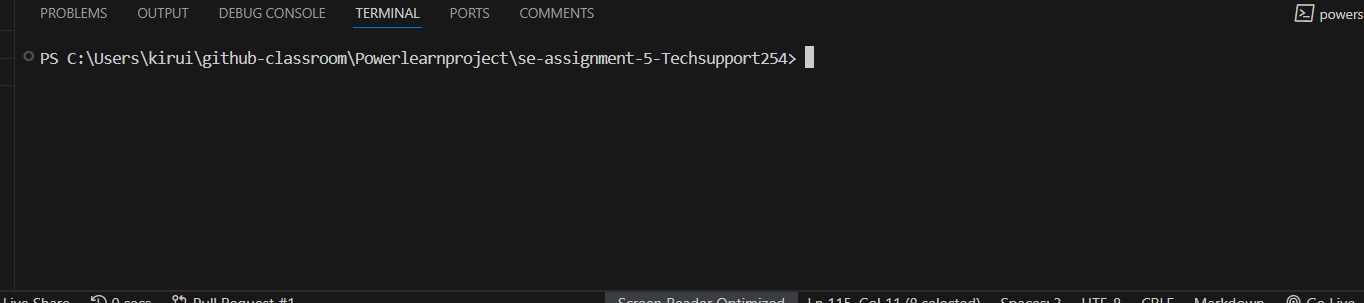 PROBLEMS OUTPUT DEBUG CONSOLE TERMINAL PORTS COMMENTS powers
PS C:\Users\kirui\github-classroom\Powerlearnproject\se-assignment-5-Techsupport254>
Live Share 0 secs Pull Request #1 Screen Reader Optimized Ln 115, Col 11 (8 selected) Spaces: UTF-8 CRLF Markdown Go Live